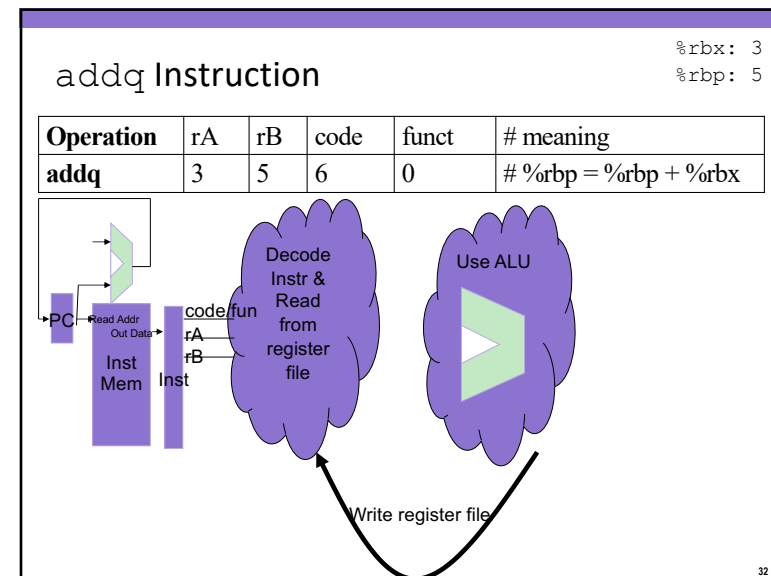 %rbx: 3
addq Instruction
%rbp: 5
Operation rA rB code funct # meaning
addq 3 5 6 0 # %rbp = %rbp + %rbx
PC
Read Addr
Out Data
Inst
Mem
Inst
code/fun
rA
rB
Decode
Instr &
Read
from
register
file
Use ALU
Write register file
32